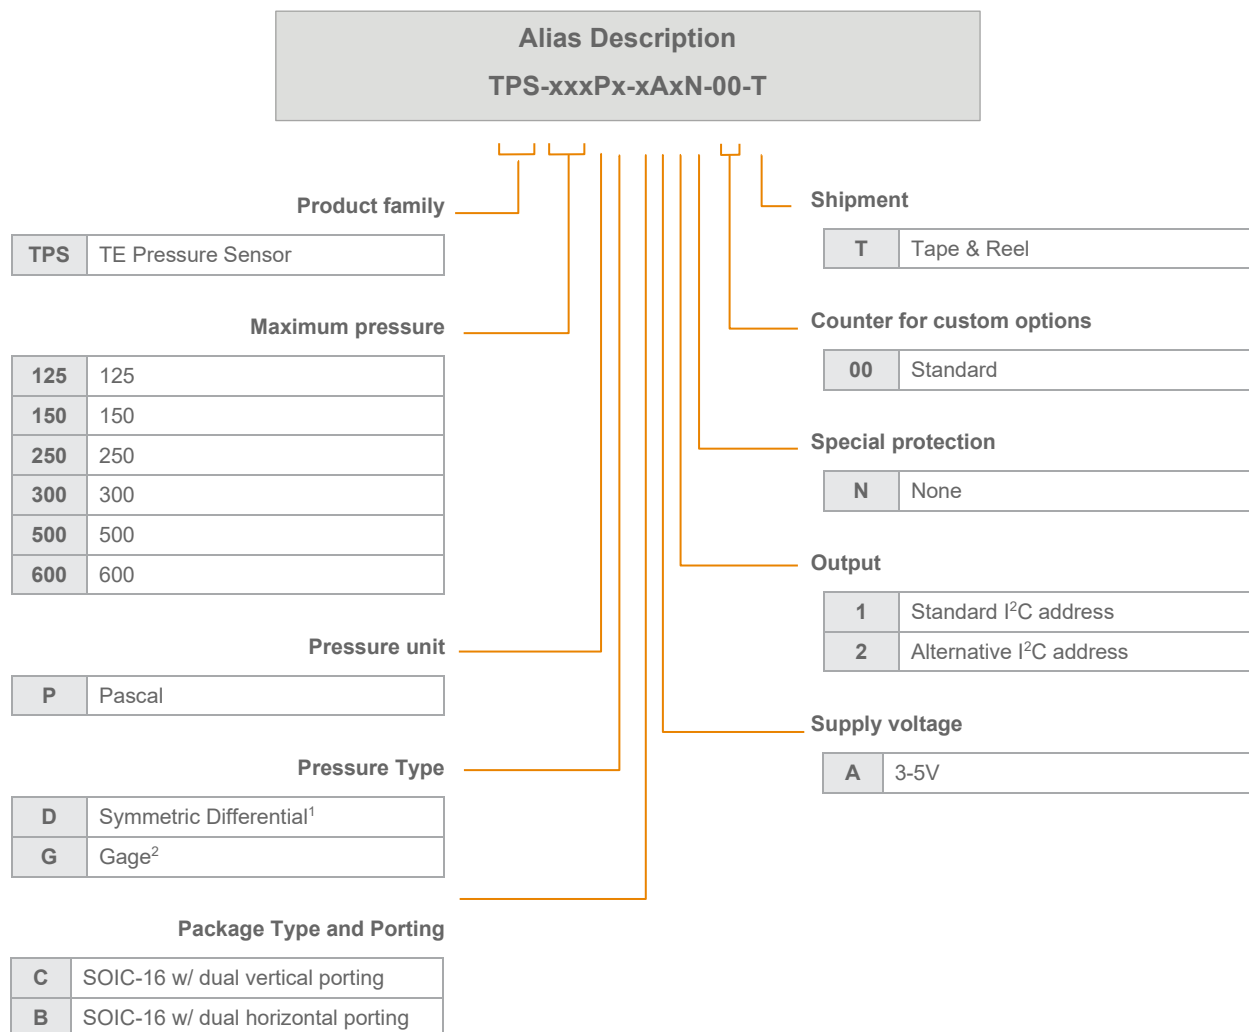 Alias Description
TPS-xxxPx-xAxN-00-T
Product family
TPS TE Pressure Sensor
Maximum pressure
125 125
150 150
250 250
300 300
500 500
600 600
Pressure unit
P Pascal
Pressure Type
D Symmetric Differential¹
G Gage²
Package Type and Porting
C SOIC-16 w/ dual vertical porting
B SOIC-16 w/ dual horizontal porting
Shipment
T Tape & Reel
Counter for custom options
00 Standard
Special protection
N None
Output
1 Standard I²C address
2 Alternative I²C address
Supply voltage
A 3-5V